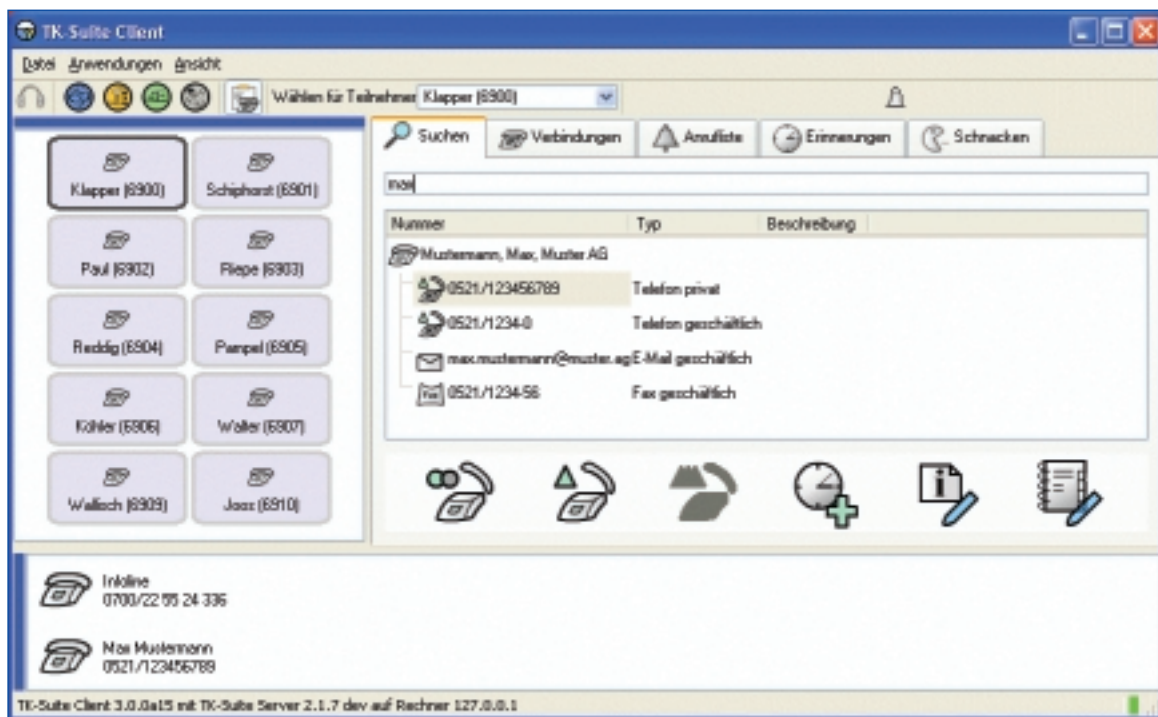 TK-Suite Client
Datei Anwendungen Ansicht
Wählen für Teilnehmer Klapper (6900)
Suchen Verbindungen Anrufliste Erinnerungen Schnacken
max
Klapper (6900) Schiphorst (6901)
Paul (6902) Riepe (6903)
Reddig (6904) Pampel (6905)
Köhler (6906) Walter (6907)
Wallisch (6909) (6910)
Nummer Typ Beschreibung
Mustermann, Max, Muster AG
0521/123456789 Telefon privat
0521/1234-0 Telefon geschäftlich
max.mustermann@muster.ag E-Mail geschäftlich
Fax 0521/1234-56 Fax geschäftlich
Infoline
0700/22 55 24 336
Max Mustermann
0521/123456789
TK-Suite Client 3.0.0a15 mit TK-Suite Server 2.1.7 dev auf Rechner 127.0.0.1